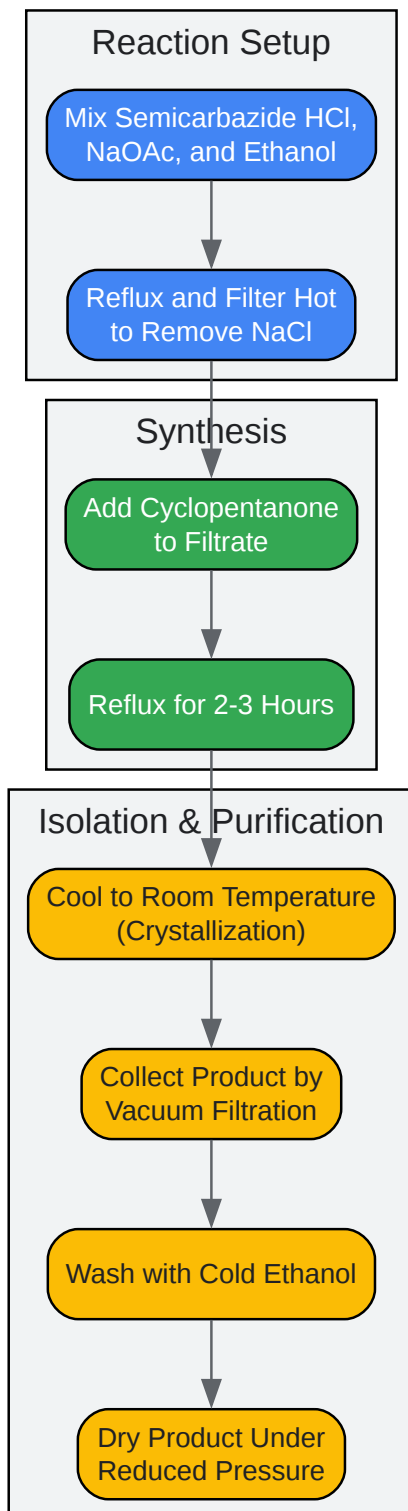 Reaction Setup
Mix Semicarbazide HCl,
NaOAc, and Ethanol
Reflux and Filter Hot
to Remove NaCl
Synthesis
Add Cyclopentanone
to Filtrate
Reflux for 2-3 Hours
Isolation & Purification
Cool to Room Temperature
(Crystallization)
Collect Product by
Vacuum Filtration
Wash with Cold Ethanol
Dry Product Under
Reduced Pressure